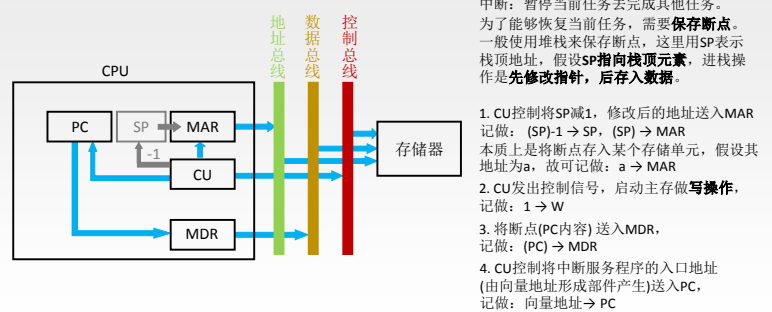 中断：暂停当前任务去完成其他任务。
为了能够恢复当前任务，需要保存断点。
一般使用堆栈来保存断点，这里用SP表示
栈顶地址，假设SP指向栈顶元素，进栈操
作是先修改指针，后存入数据。
1. CU控制将SP减1，修改后的地址送入MAR
记做： (SP)-1 → SP，(SP) → MAR
本质上是将断点存入某个存储单元，假设其
地址为a，故可记做：a → MAR
2. CU发出控制信号，启动主存做写操作，
记做：1 → W
3. 将断点(PC内容) 送入MDR，
记做：(PC) → MDR
4. CU控制将中断服务程序的入口地址
(由向量地址形成部件产生)送入PC，
记做：向量地址→ PC
地址总线
数据总线
控制总线
CPU
PC
SP
MAR
-1
CU
MDR
存储器